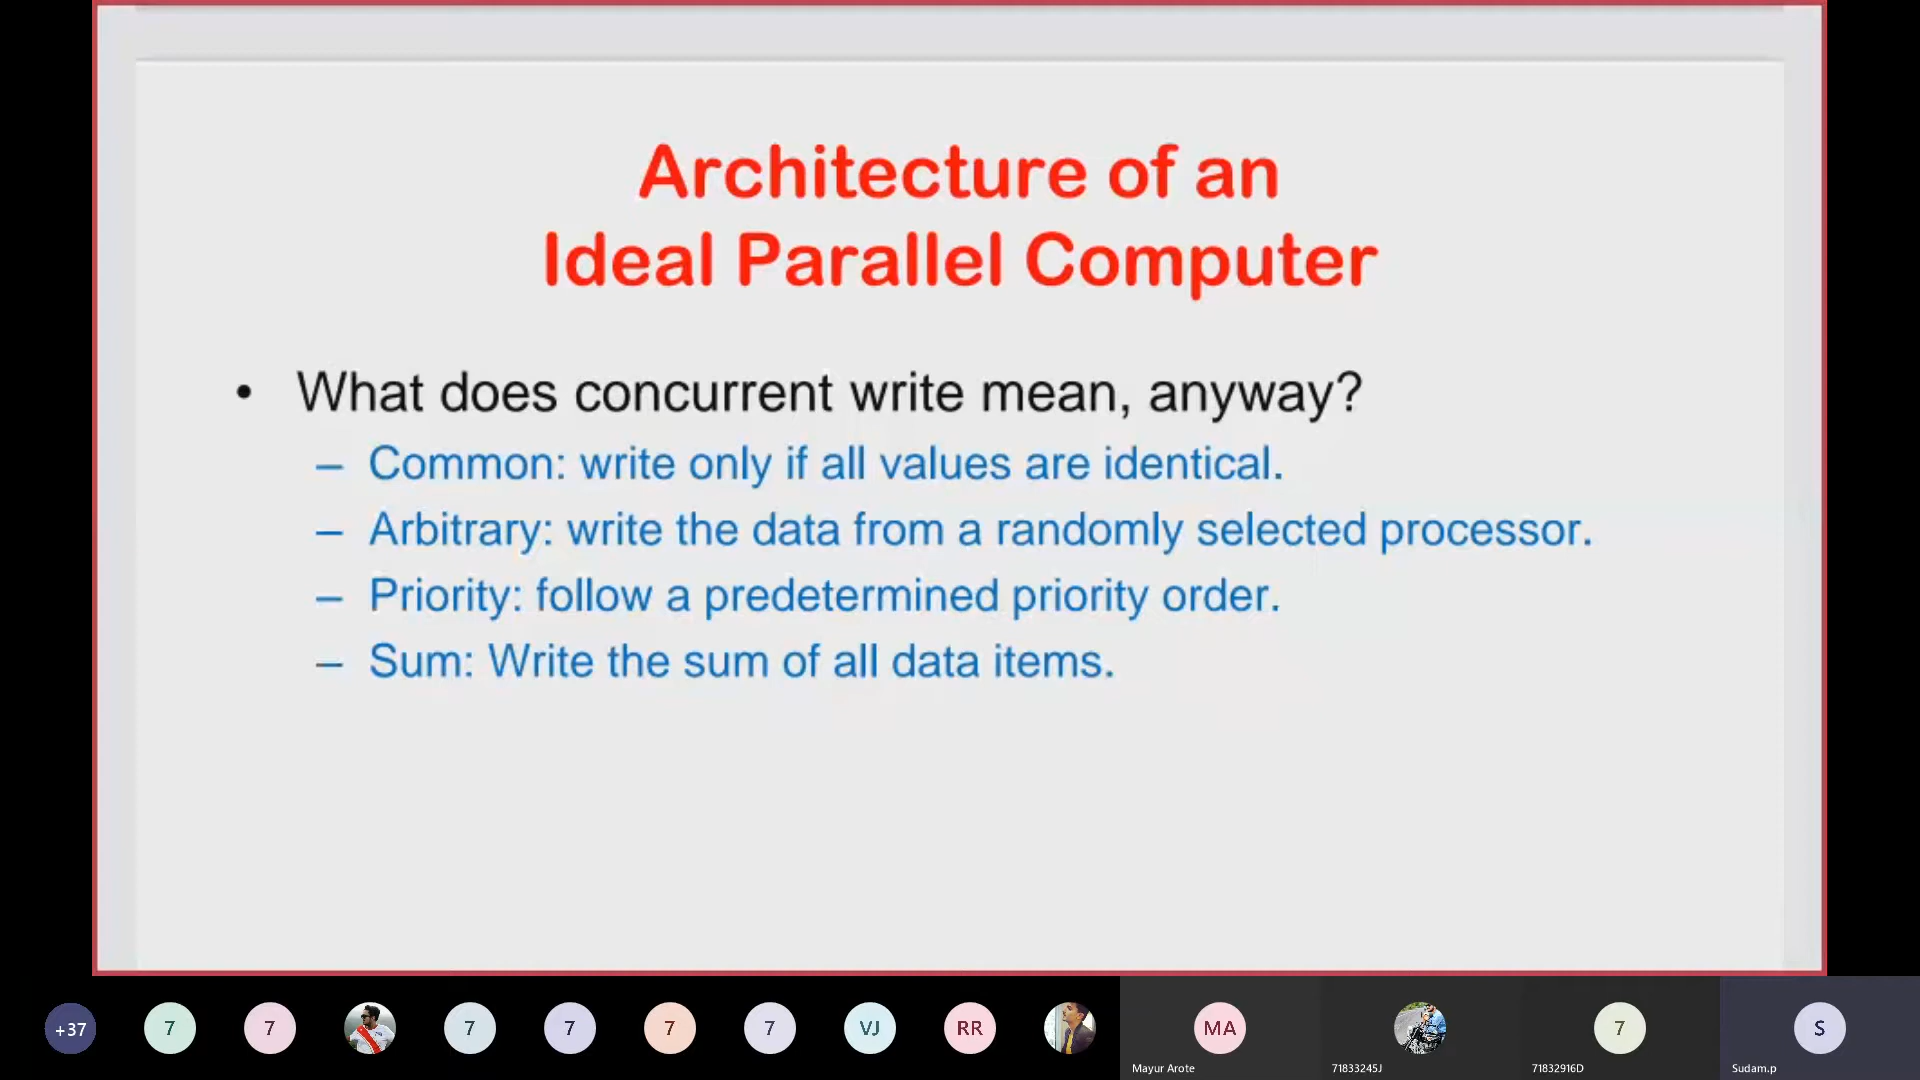 Architecture of an
Ideal Parallel Computer
• What does concurrent write mean, anyway?
– Common: write only if all values are identical.
– Arbitrary: write the data from a randomly selected processor.
– Priority: follow a predetermined priority order.
– Sum: Write the sum of all data items.
+37 7 7 7 7 7 7 VJ RR MA 7 S
Mayur Arote 71833245J 71832916D Sudam.p